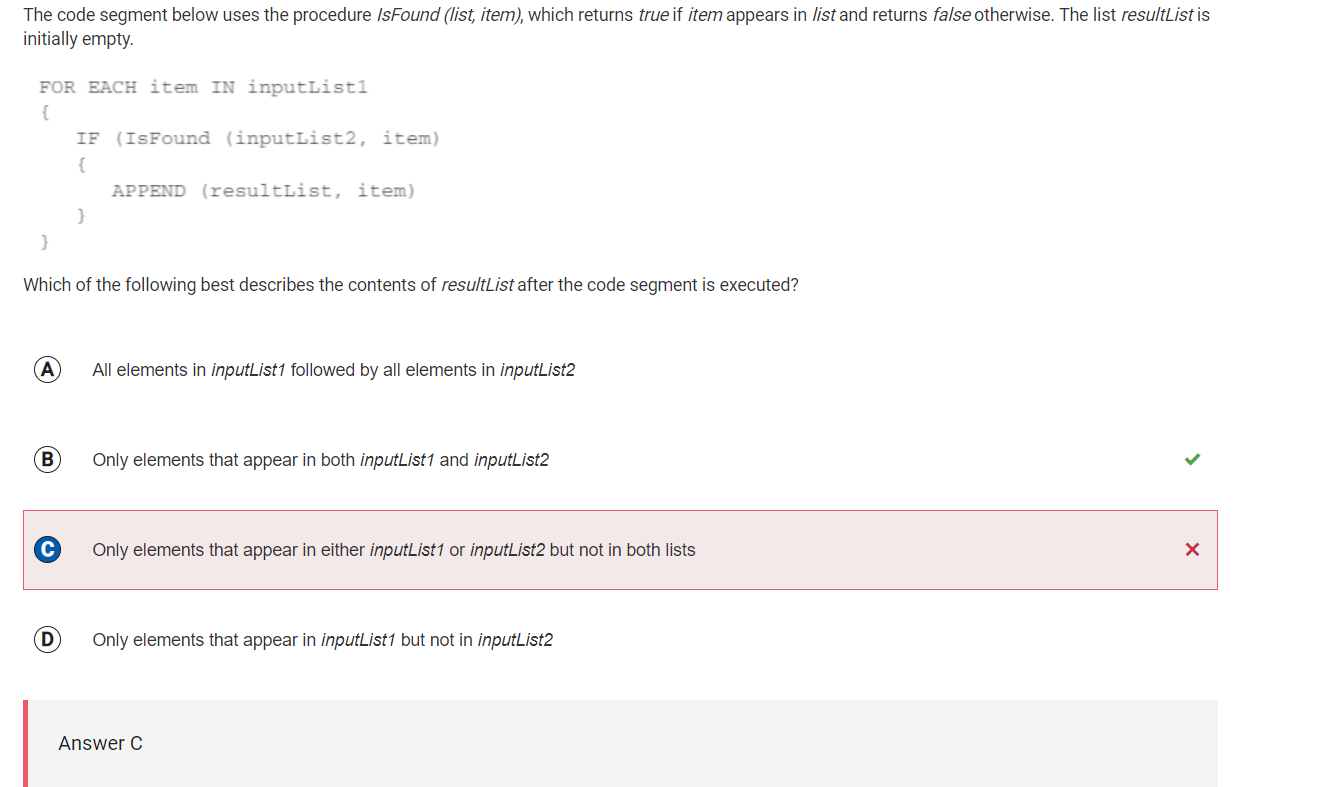 The code segment below uses the procedure IsFound (list, item), which returns true if item appears in list and returns false otherwise. The list resultList is
initially empty.
FOR EACH item IN inputList1
{
IF (IsFound (inputList2, item)
{
APPEND (resultList, item)
}
}
Which of the following best describes the contents of resultList after the code segment is executed?
A All elements in inputList1 followed by all elements in inputList2
B Only elements that appear in both inputList1 and inputList2
C Only elements that appear in either inputList1 or inputList2 but not in both lists
D Only elements that appear in inputList1 but not in inputList2
Answer C